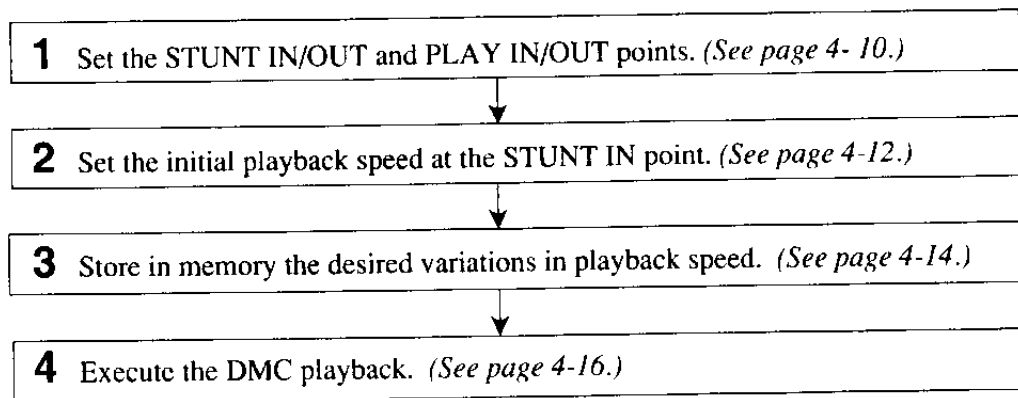 1 Set the STUNT IN/OUT and PLAY IN/OUT points. (See page 4- 10.)
2 Set the initial playback speed at the STUNT IN point. (See page 4-12.)
3 Store in memory the desired variations in playback speed. (See page 4-14.)
4 Execute the DMC playback. (See page 4-16.)